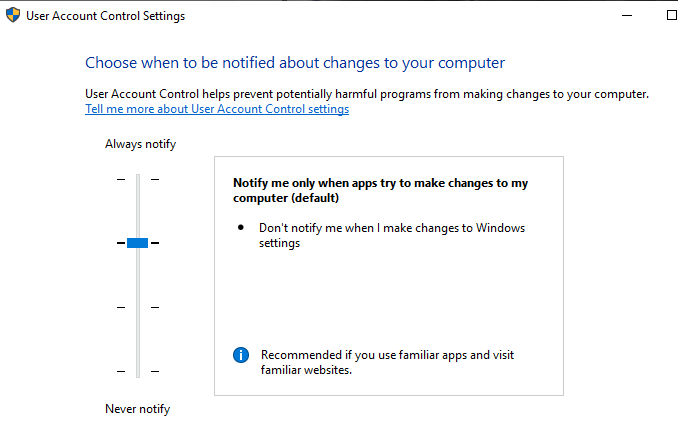 User Account Control Settings
Choose when to be notified about changes to your computer
User Account Control helps prevent potentially harmful programs from making changes to your computer.
Tell me more about User Account Control settings
Always notify
Notify me only when apps try to make changes to my
computer (default)
Don't notify me when I make changes to Windows
settings
Recommended if you use familiar apps and visit
familiar websites.
Never notify